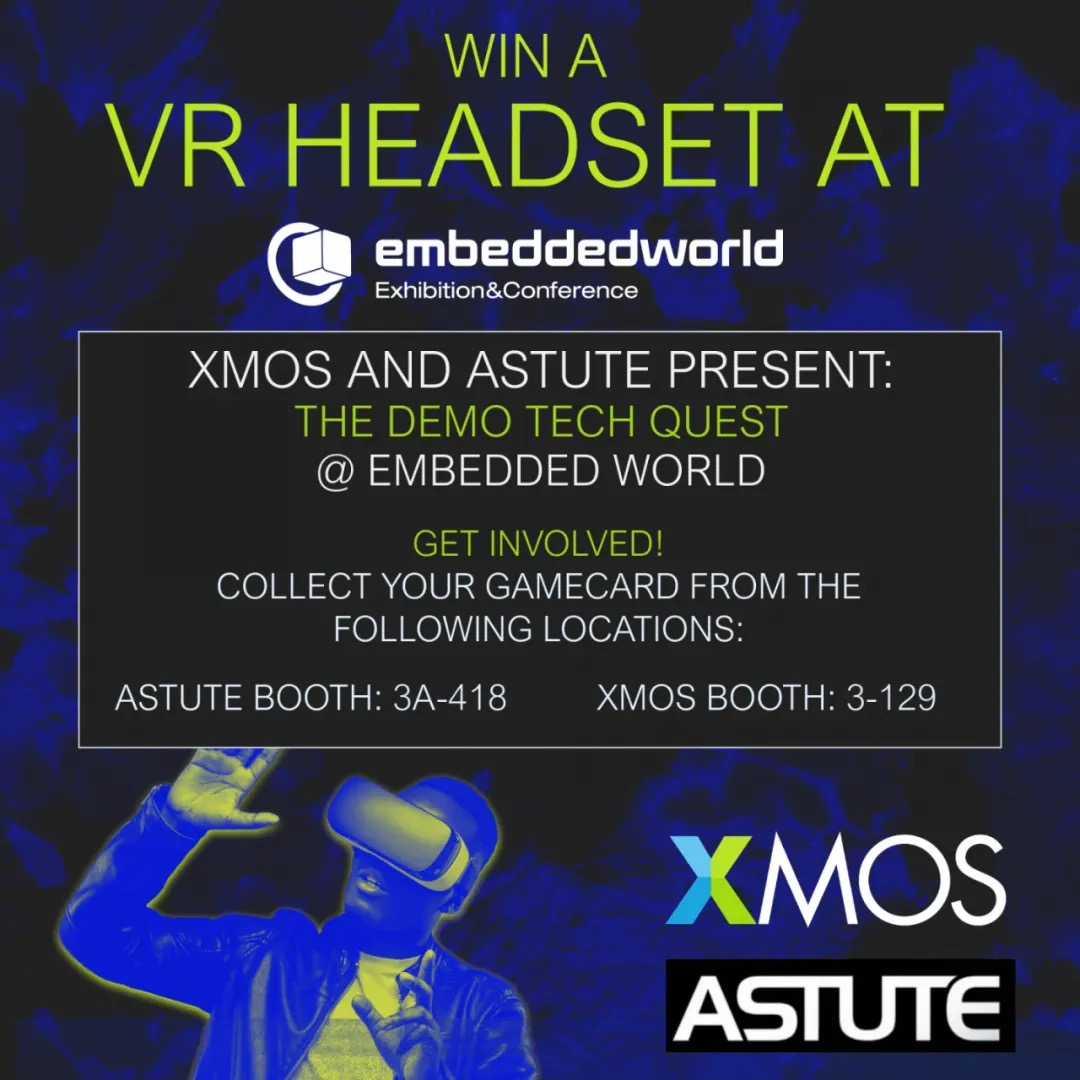 WIN A
VR HEADSET AT
embeddedworld
Exhibition&Conference
XMOS AND ASTUTE PRESENT:
THE DEMO TECH QUEST
@ EMBEDDED WORLD
GET INVOLVED!
COLLECT YOUR GAMECARD FROM THE
FOLLOWING LOCATIONS:
ASTUTE BOOTH: 3A-418 XMOS BOOTH: 3-129
XMOS
ASTUTE